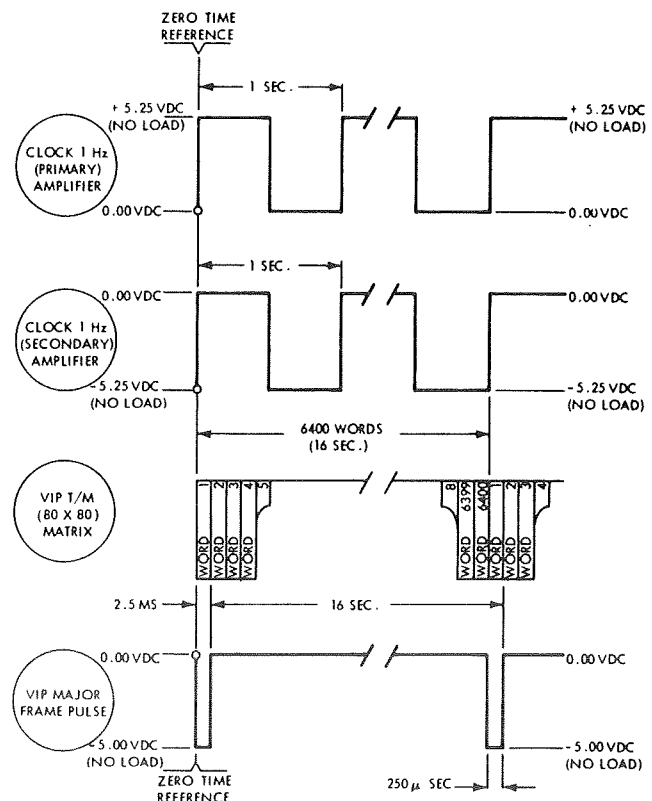 ZERO TIME
REFERENCE
1 SEC.
+ 5.25 VDC
(NO LOAD)
+ 5.25 VDC
(NO LOAD)
CLOCK 1 Hz
(PRIMARY)
AMPLIFIER
0.00 VDC
0.00 VDC
1 SEC.
0.00 VDC
0.00 VDC
CLOCK 1 Hz
(SECONDARY)
AMPLIFIER
- 5.25 VDC
(NO LOAD)
- 5.25 VDC
(NO LOAD)
6400 WORDS
(16 SEC.)
VIP T/M
(80 X 80)
MATRIX
WORD 1
WORD 2
WORD 3
WORD 4
5
8
WORD 6399
WORD 6400
WORD 1
WORD 2
WORD 3
4
2.5 MS
16 SEC.
0.00 VDC
0.00 VDC
VIP MAJOR
FRAME PULSE
- 5.00 VDC
(NO LOAD)
- 5.00 VDC
(NO LOAD)
ZERO TIME
REFERENCE
250 μ SEC